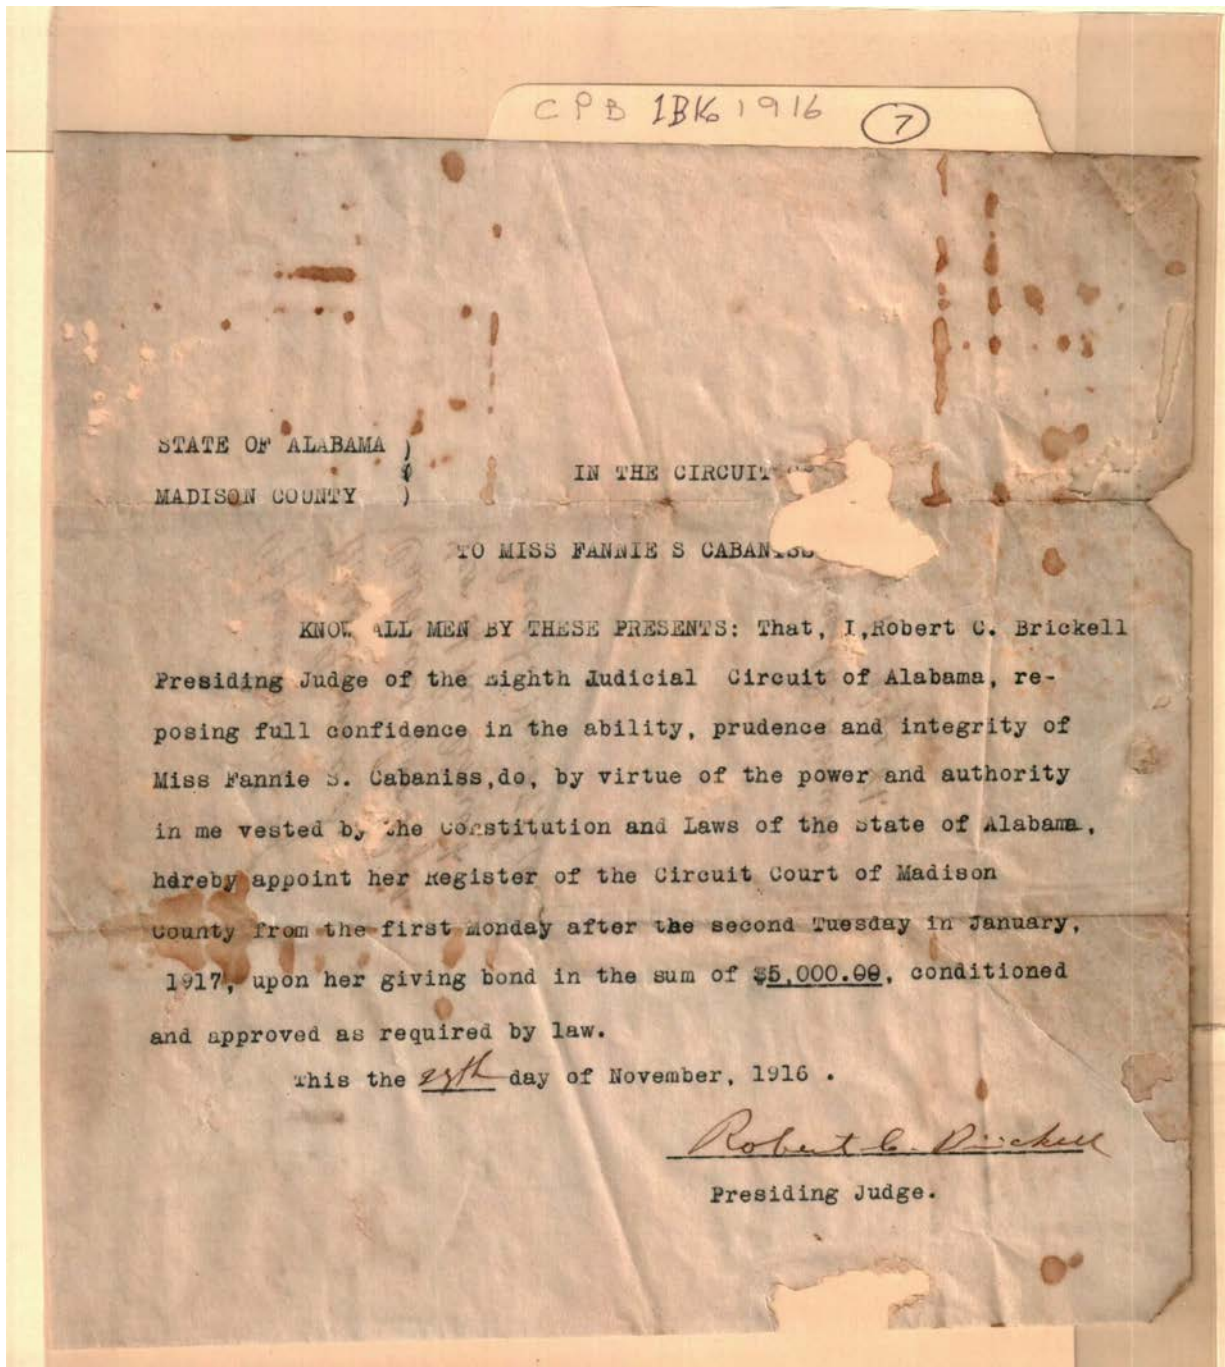 CPB IBK 1916 7
STATE OF ALABAMA )
MADISON COUNTY )
IN THE CIRCUIT
TO MISS FANNIE S CABANISS
KNOW ALL MEN BY THESE PRESENTS: That, I,Robert C. Brickell
Presiding Judge of the Eighth Judicial Circuit of Alabama, re-
posing full confidence in the ability, prudence and integrity of
Miss Fannie S. Cabaniss,do, by virtue of the power and authority
in me vested by the Constitution and Laws of the State of Alabama,
hereby appoint her Register of the Circuit Court of Madison
County from the first Monday after the second Tuesday in January,
1917, upon her giving bond in the sum of $5,000.00, conditioned
and approved as required by law.
This the day of November, 1916 .
Robert C. Brickell
Presiding Judge.